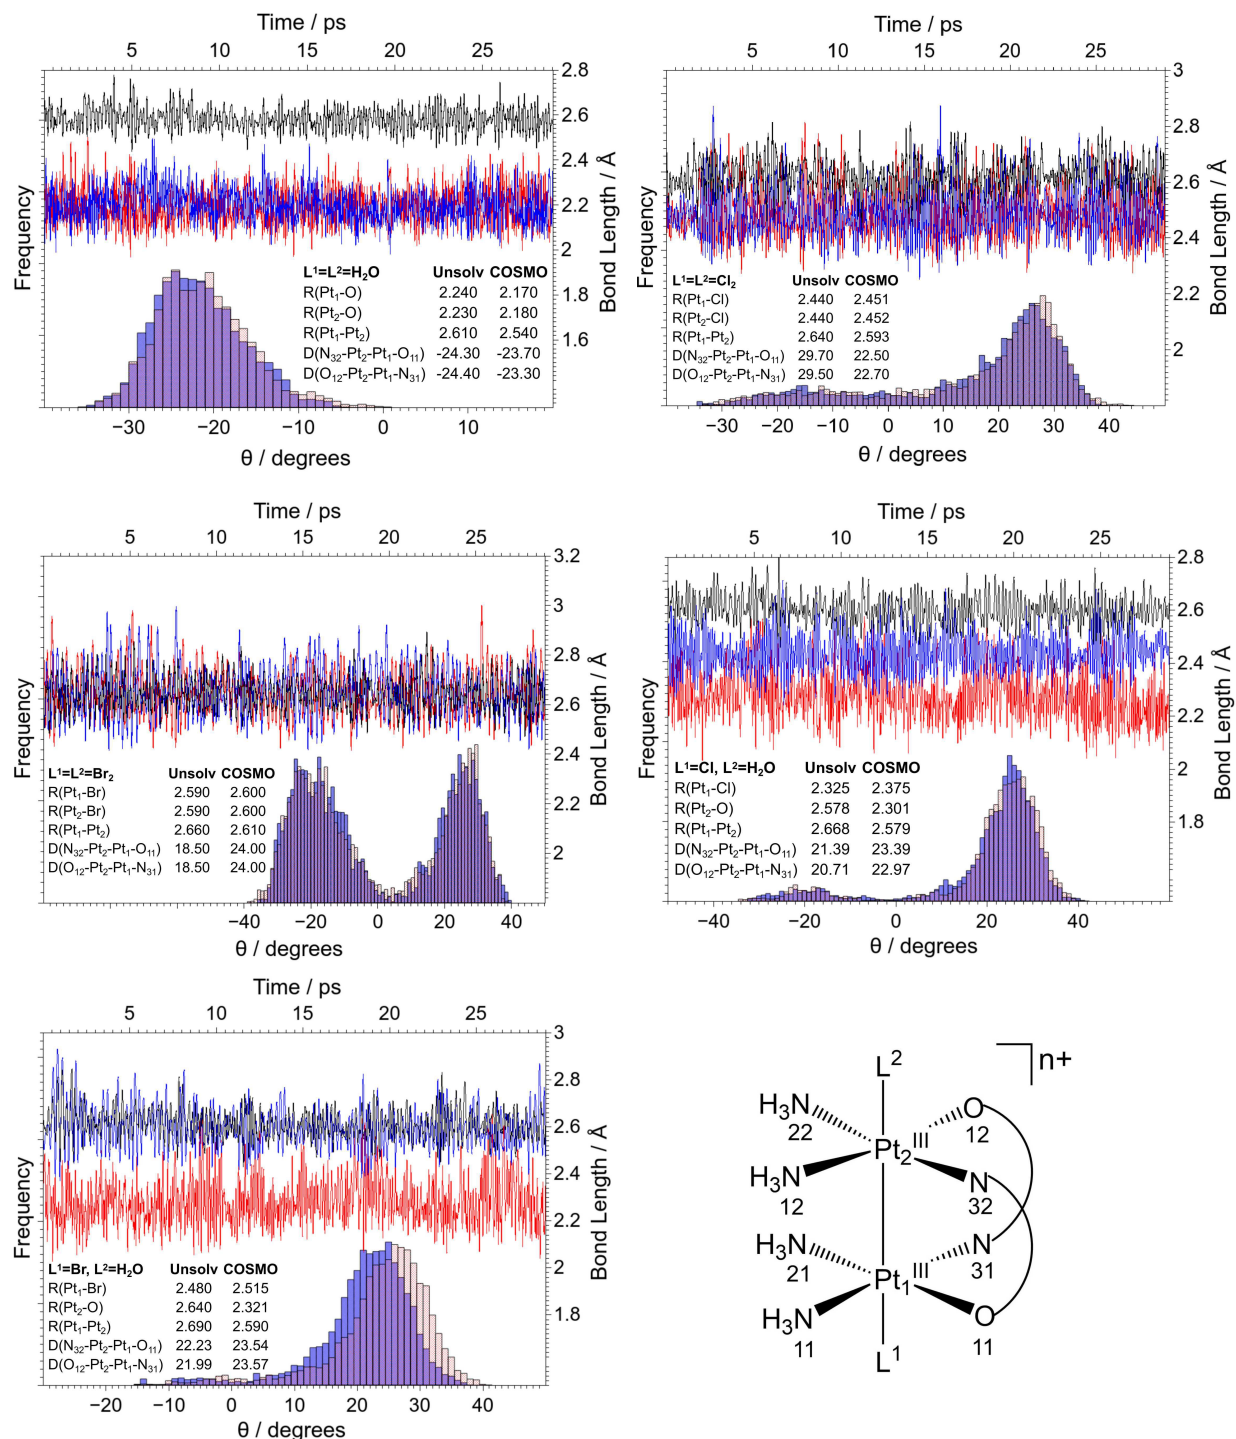 Time / ps
5 10 15 20 25
2.8
2.6
2.4
2.2
2
1.8
1.6
Frequency
Bond Length / Å
L¹=L²=H₂O Unsolv COSMO
R(Pt₁-O) 2.240 2.170
R(Pt₂-O) 2.230 2.180
R(Pt₁-Pt₂) 2.610 2.540
D(N₃₂-Pt₂-Pt₁-O₁₁) -24.30 -23.70
D(O₁₂-Pt₂-Pt₁-N₃₁) -24.40 -23.30
−30 −20 −10 0 10
θ / degrees
Time / ps
5 10 15 20 25
3
2.8
2.6
2.4
2.2
2
Frequency
Bond Length / Å
L¹=L²=Cl₂ Unsolv COSMO
R(Pt₁-Cl) 2.440 2.451
R(Pt₂-Cl) 2.440 2.452
R(Pt₁-Pt₂) 2.640 2.593
D(N₃₂-Pt₂-Pt₁-O₁₁) 29.70 22.50
D(O₁₂-Pt₂-Pt₁-N₃₁) 29.50 22.70
−30 −20 −10 0 10 20 30 40
θ / degrees
Time / ps
5 10 15 20 25
3.2
3
2.8
2.6
2.4
2.2
2
Frequency
Bond Length / Å
L¹=L²=Br₂ Unsolv COSMO
R(Pt₁-Br) 2.590 2.600
R(Pt₂-Br) 2.590 2.600
R(Pt₁-Pt₂) 2.660 2.610
D(N₃₂-Pt₂-Pt₁-O₁₁) 18.50 24.00
D(O₁₂-Pt₂-Pt₁-N₃₁) 18.50 24.00
−40 −20 0 20 40
θ / degrees
Time / ps
5 10 15 20 25
2.8
2.6
2.4
2.2
2
1.8
Frequency
Bond Length / Å
L¹=Cl, L²=H₂O Unsolv COSMO
R(Pt₁-Cl) 2.325 2.375
R(Pt₂-O) 2.578 2.301
R(Pt₁-Pt₂) 2.668 2.579
D(N₃₂-Pt₂-Pt₁-O₁₁) 21.39 23.39
D(O₁₂-Pt₂-Pt₁-N₃₁) 20.71 22.97
−40 −20 0 20 40
θ / degrees
Time / ps
5 10 15 20 25
3
2.8
2.6
2.4
2.2
2
1.8
Frequency
Bond Length / Å
L¹=Br, L²=H₂O Unsolv COSMO
R(Pt₁-Br) 2.480 2.515
R(Pt₂-O) 2.640 2.321
R(Pt₁-Pt₂) 2.690 2.590
D(N₃₂-Pt₂-Pt₁-O₁₁) 22.23 23.54
D(O₁₂-Pt₂-Pt₁-N₃₁) 21.99 23.57
−20 −10 0 10 20 30 40
θ / degrees
n+
L²
H₃N O
22 12
Pt₂ III
H₃N N
12 32
H₃N N
21 31
Pt₁ III
H₃N O
11 11
L¹